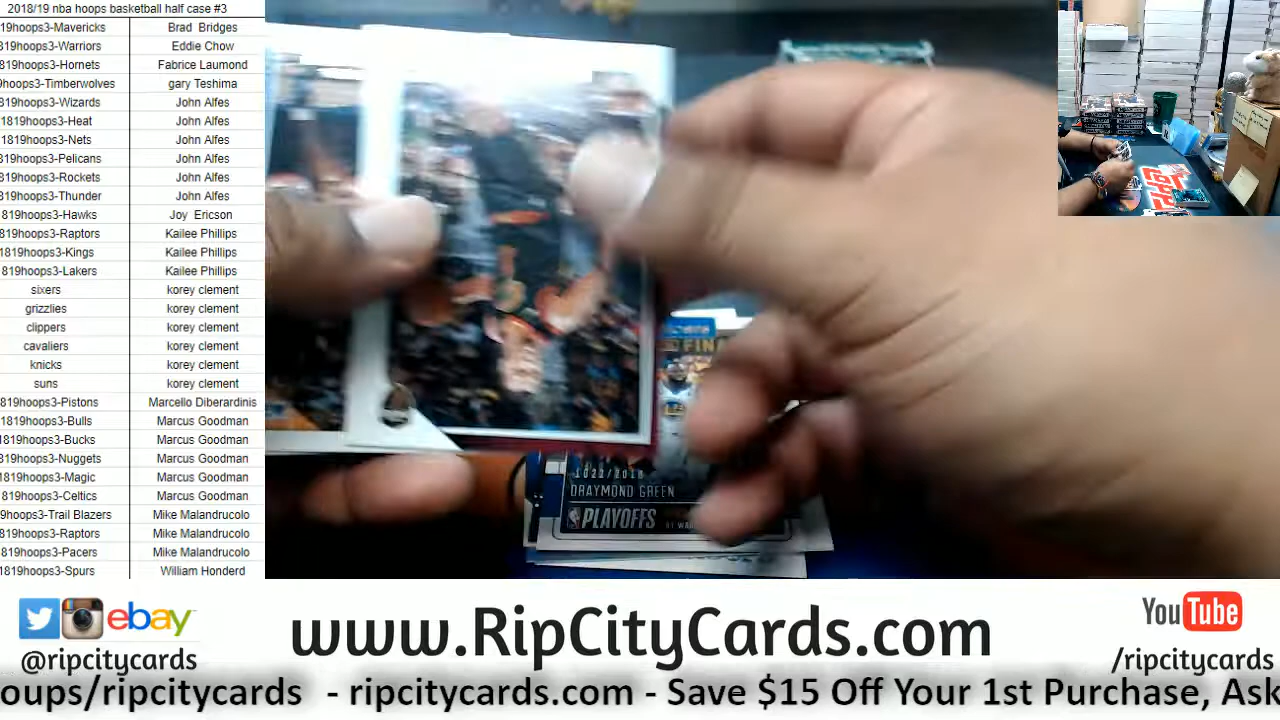 2018/19 nba hoops basketball half case #3
19hoops3-Mavericks Brad Bridges
819hoops3-Warriors Eddie Chow
819hoops3-Hornets Fabrice Laumond
9hoops3-Timberwolves gary Teshima
819hoops3-Wizards John Alfes
1819hoops3-Heat John Alfes
1819hoops3-Nets John Alfes
819hoops3-Pelicans John Alfes
819hoops3-Rockets John Alfes
819hoops3-Thunder John Alfes
819hoops3-Hawks Joy Ericson
819hoops3-Raptors Kailee Phillips
1819hoops3-Kings Kailee Phillips
1819hoops3-Lakers Kailee Phillips
sixers korey clement
grizzlies korey clement
clippers korey clement
cavaliers korey clement
knicks korey clement
suns korey clement
819hoops3-Pistons Marcello Diberardinis
1819hoops3-Bulls Marcus Goodman
819hoops3-Bucks Marcus Goodman
819hoops3-Nuggets Marcus Goodman
819hoops3-Magic Marcus Goodman
819hoops3-Celtics Marcus Goodman
9hoops3-Trail Blazers Mike Malandrucolo
819hoops3-Raptors Mike Malandrucolo
819hoops3-Pacers Mike Malandrucolo
1819hoops3-Spurs William Honderd
FINA
DRAYMOND GREEN
PLAYOFFS
ebay
@ripcitycards
www.RipCityCards.com
YouTube
/ripcitycards
oups/ripcitycards - ripcitycards.com - Save $15 Off Your 1st Purchase, Ask